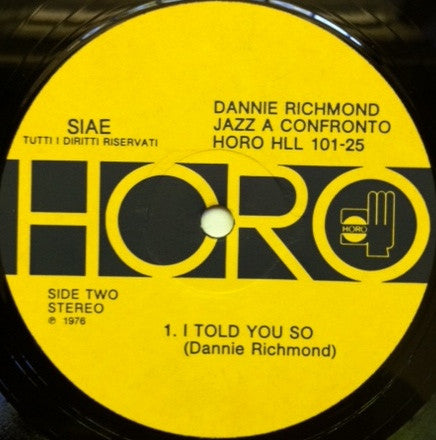 SIAE
TUTTI I DIRITTI RISERVATI
DANNIE RICHMOND
JAZZ A CONFRONTO
HORO HLL 101-25
HORO
HORO
SIDE TWO
STEREO
℗ 1976
1. I TOLD YOU SO
(Dannie Richmond)